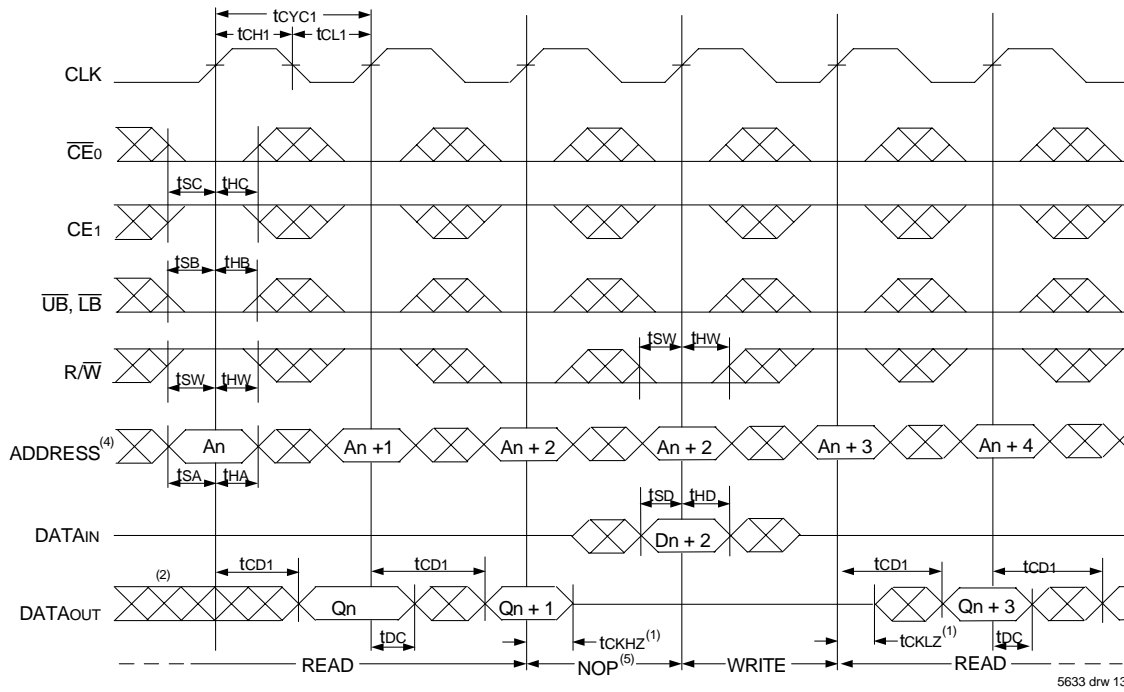 tCYC1
tCH1 tCL1
CLK
CE0
tSC tHC
CE1
tSB tHB
UB, LB
tSW tHW
R/W
tSW tHW
ADDRESS(4) An An +1 An + 2 An + 2 An + 3 An + 4
tSA tHA
tSD tHD
DATAIN Dn + 2
(2) tCD1 tCD1 tCD1 tCD1
DATAOUT Qn Qn + 1 Qn + 3
tDC tCKHZ(1) tCKLZ(1) tDC
READ NOP(5) WRITE READ
5633 drw 13